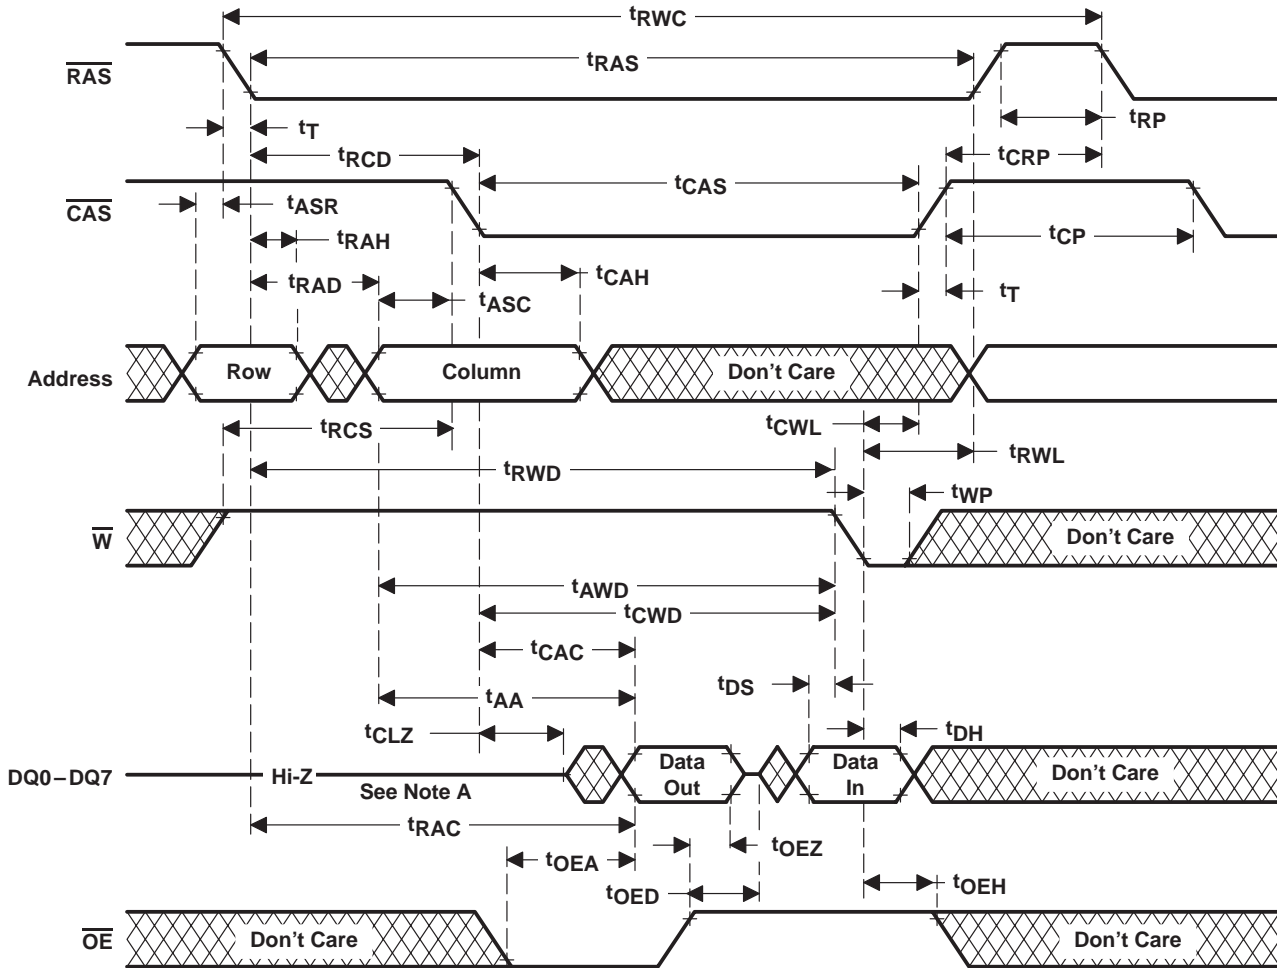 tRWC
RAS
tRAS
tT
tRP
tRCD
tCRP
CAS
tASR
tCAS
tRAH
tCP
tRAD
tCAH
tASC
tT
Address
Row
Column
Don't Care
tRCS
tCWL
tRWL
tRWD
tWP
W
Don't Care
tAWD
tCWD
tCAC
tDS
tAA
tCLZ
tDH
DQ0–DQ7
Hi-Z
See Note A
Data
Out
Data
In
Don't Care
tRAC
tOEZ
tOEA
tOED
tOEH
OE
Don't Care
Don't Care